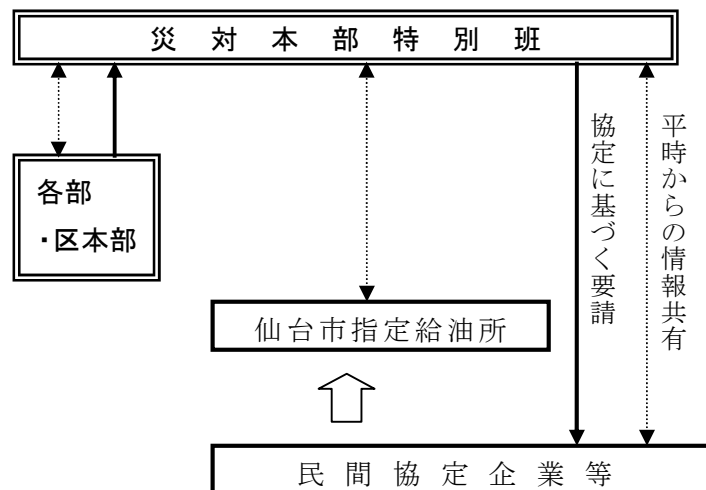 災対本部特別班
各部
・区本部
協定に基づく要請
平時からの情報共有
仙台市指定給油所
民間協定企業等